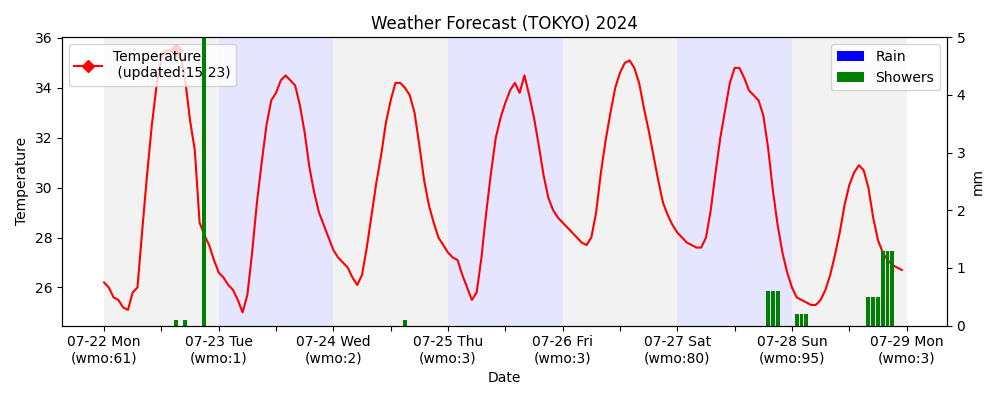 Weather Forecast (TOKYO) 2024
Temperature
(updated:15:23)
Rain
Showers
36
34
32
30
28
26
Temperature
5
4
3
2
1
0
mm
07-22 Mon
(wmo:61)
07-23 Tue
(wmo:1)
07-24 Wed
(wmo:2)
07-25 Thu
(wmo:3)
07-26 Fri
(wmo:3)
07-27 Sat
(wmo:80)
07-28 Sun
(wmo:95)
07-29 Mon
(wmo:3)
Date